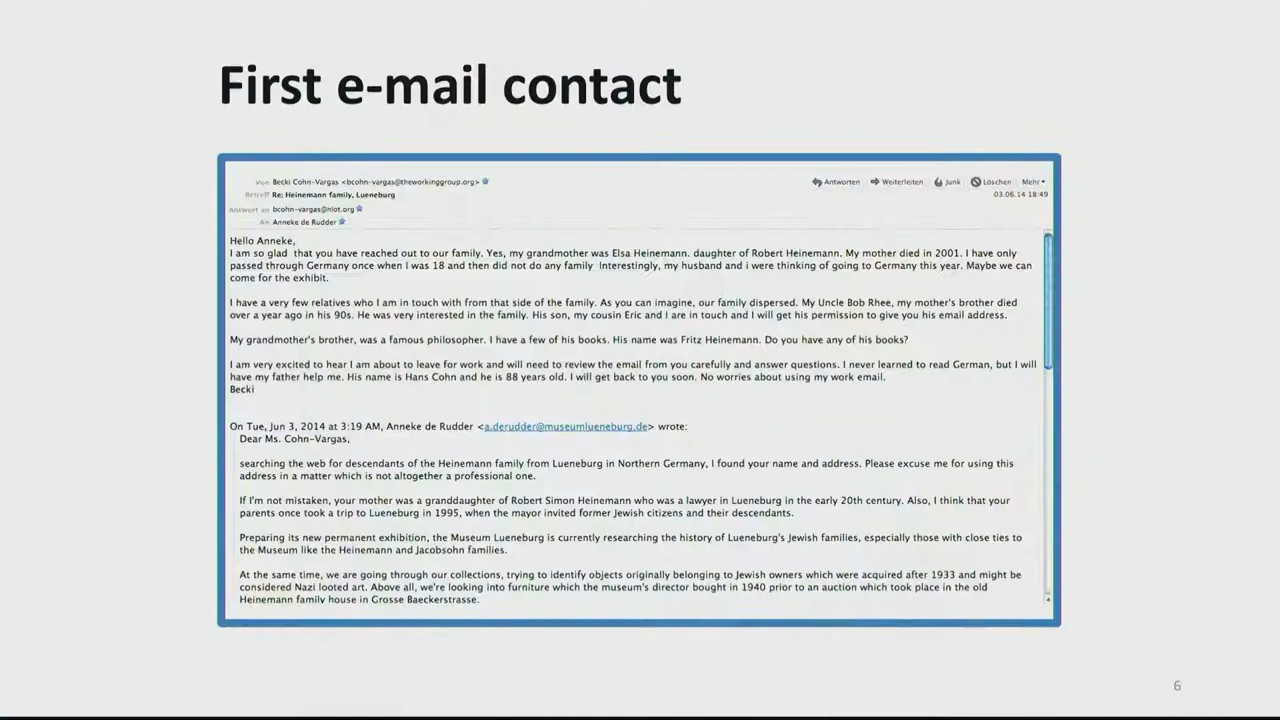 First e-mail contact
Von Becki Cohn-Vargas <bcohn-vargas@theworkinggroup.org>
Antworten Weiterleiten Junk Löschen Mehr
Betreff Re: Heinemann family, Lueneburg
03.06.14 18:49
Antwort an bcohn-vargas@nlot.org
An Anneke de Rudder
Hello Anneke,
I am so glad that you have reached out to our family. Yes, my grandmother was Elsa Heinemann. daughter of Robert Heinemann. My mother died in 2001. I have only
passed through Germany once when I was 18 and then did not do any family Interestingly, my husband and i were thinking of going to Germany this year. Maybe we can
come for the exhibit.
I have a very few relatives who I am in touch with from that side of the family. As you can imagine, our family dispersed. My Uncle Bob Rhee, my mother's brother died
over a year ago in his 90s. He was very interested in the family. His son, my cousin Eric and I are in touch and I will get his permission to give you his email address.
My grandmother's brother, was a famous philosopher. I have a few of his books. His name was Fritz Heinemann. Do you have any of his books?
I am very excited to hear I am about to leave for work and will need to review the email from you carefully and answer questions. I never learned to read German, but I will
have my father help me. His name is Hans Cohn and he is 88 years old. I will get back to you soon. No worries about using my work email.
Becki
On Tue, Jun 3, 2014 at 3:19 AM, Anneke de Rudder <a.derudder@museumlueneburg.de> wrote:
Dear Ms. Cohn-Vargas,
searching the web for descendants of the Heinemann family from Lueneburg in Northern Germany, I found your name and address. Please excuse me for using this
address in a matter which is not altogether a professional one.
If I'm not mistaken, your mother was a granddaughter of Robert Simon Heinemann who was a lawyer in Lueneburg in the early 20th century. Also, I think that your
parents once took a trip to Lueneburg in 1995, when the mayor invited former Jewish citizens and their descendants.
Preparing its new permanent exhibition, the Museum Lueneburg is currently researching the history of Lueneburg's Jewish families, especially those with close ties to
the Museum like the Heinemann and Jacobsohn families.
At the same time, we are going through our collections, trying to identify objects originally belonging to Jewish owners which were acquired after 1933 and might be
considered Nazi looted art. Above all, we're looking into furniture which the museum's director bought in 1940 prior to an auction which took place in the old
Heinemann family house in Grosse Baeckerstrasse.
6